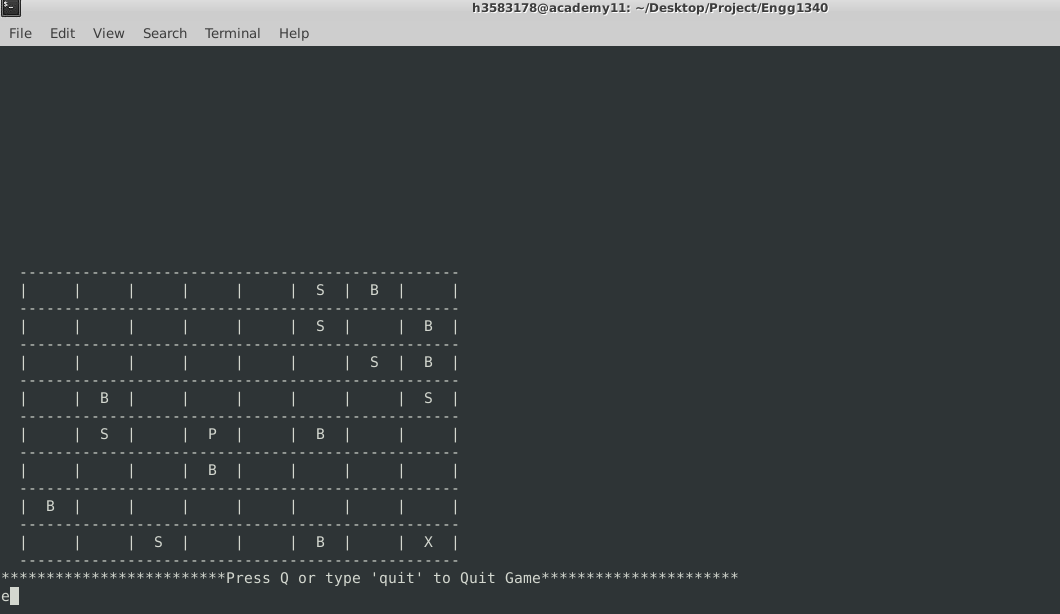 h3583178@academy11: ~/Desktop/Project/Engg1340
File Edit View Search Terminal Help
-------------------------------------------------
|     |     |     |     |     |  S  |  B  |     |
-------------------------------------------------
|     |     |     |     |     |  S  |     |  B  |
-------------------------------------------------
|     |     |     |     |     |     |  S  |  B  |
-------------------------------------------------
|     |  B  |     |     |     |     |     |  S  |
-------------------------------------------------
|     |  S  |     |  P  |     |  B  |     |     |
-------------------------------------------------
|     |     |     |  B  |     |     |     |     |
-------------------------------------------------
|  B  |     |     |     |     |     |     |     |
-------------------------------------------------
|     |     |  S  |     |     |  B  |     |  X  |
-------------------------------------------------
*************************Press Q or type 'quit' to Quit Game**********************
e